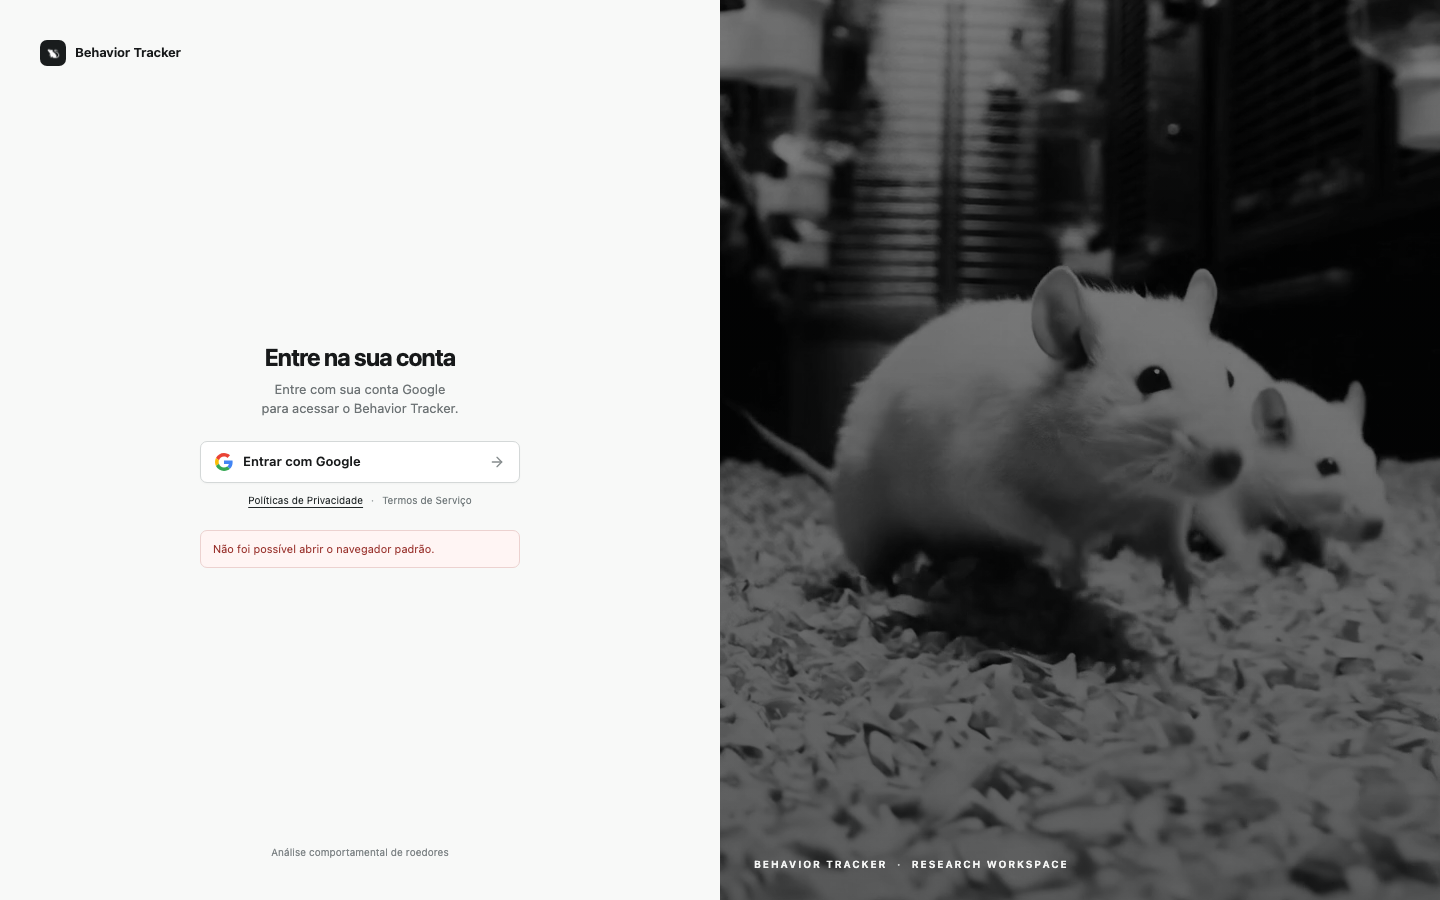 Behavior Tracker
Entre na sua conta
Entre com sua conta Google
para acessar o Behavior Tracker.
Entrar com Google
Políticas de Privacidade · Termos de Serviço
Não foi possível abrir o navegador padrão.
Análise comportamental de roedores
BEHAVIOR TRACKER · RESEARCH WORKSPACE